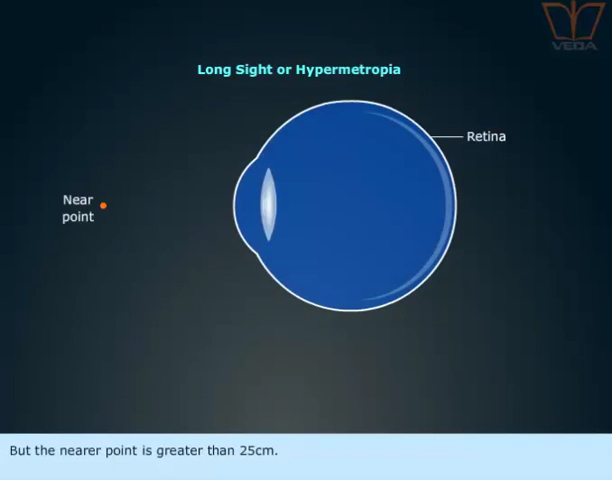 VEDA
Long Sight or Hypermetropia
Retina
Near
point
But the nearer point is greater than 25cm.